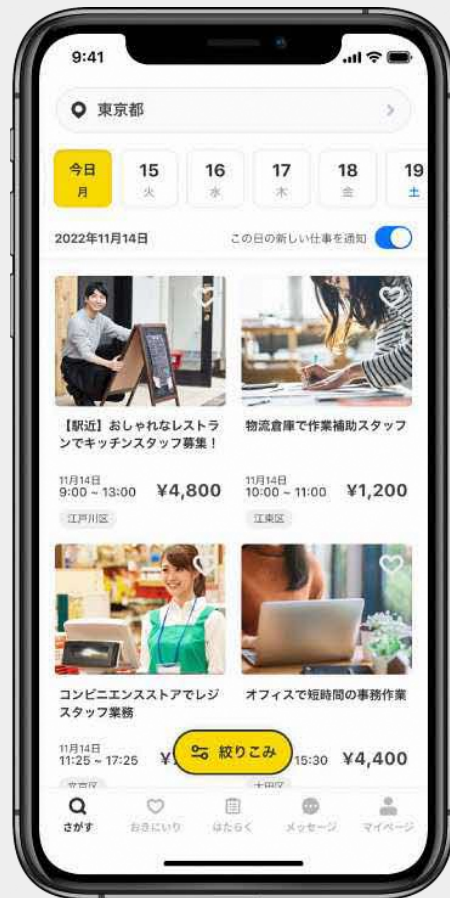 9:41
東京都
今日 15 16 17 18 19
月 火 水 木 金 土
2022年11月14日 この日の新しい仕事を通知
【駅近】おしゃれなレストラ
ンでキッチンスタッフ募集!
物流倉庫で作業補助スタッフ
11月14日
9:00 ~ 13:00 ¥4,800
江戸川区
11月14日
10:00 ~ 11:00 ¥1,200
江東区
コンビニエンスストアでレジ
スタッフ業務
オフィスで短時間の事務作業
11月14日
11:25 ~ 17:25 ¥
文京区
15:30 ¥4,400
大田区
絞りこみ
さがす おきにいり はたらく メッセージ マイページ